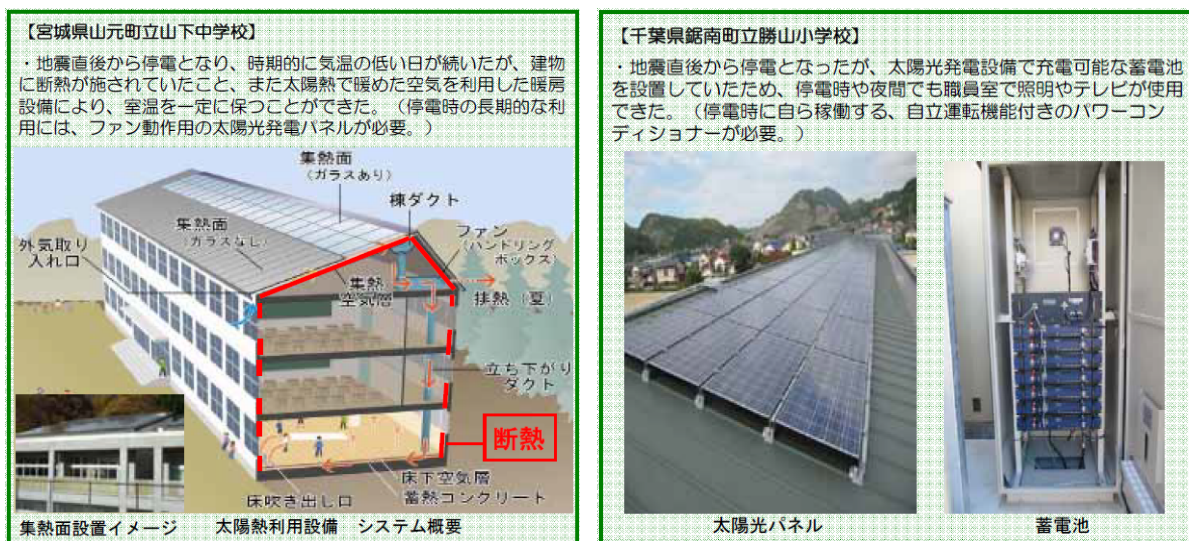 【宮城県山元町立山下中学校】
・地震直後から停電となり、時期的に気温の低い日が続いたが、建物
に断熱が施されていたこと、また太陽熱で暖めた空気を利用した暖房
設備により、室温を一定に保つことができた。（停電時の長期的な利
用には、ファン動作用の太陽光発電パネルが必要。）
集熱面
（ガラスあり）
棟ダクト
集熱面
（ガラスなし）
ファン
（ハンドリング
ボックス）
外気取り
入れ口
集熱
空気層
排熱（夏）
立ち下がり
ダクト
断熱
床下空気層
蓄熱コンクリート
床吹き出し口
集熱面設置イメージ
太陽熱利用設備 システム概要
【千葉県鋸南町立勝山小学校】
・地震直後から停電となったが、太陽光発電設備で充電可能な蓄電池
を設置していたため、停電時や夜間でも職員室で照明やテレビが使用
できた。（停電時に自ら稼働する、自立運転機能付きのパワーコン
ディショナーが必要。）
太陽光パネル
蓄電池